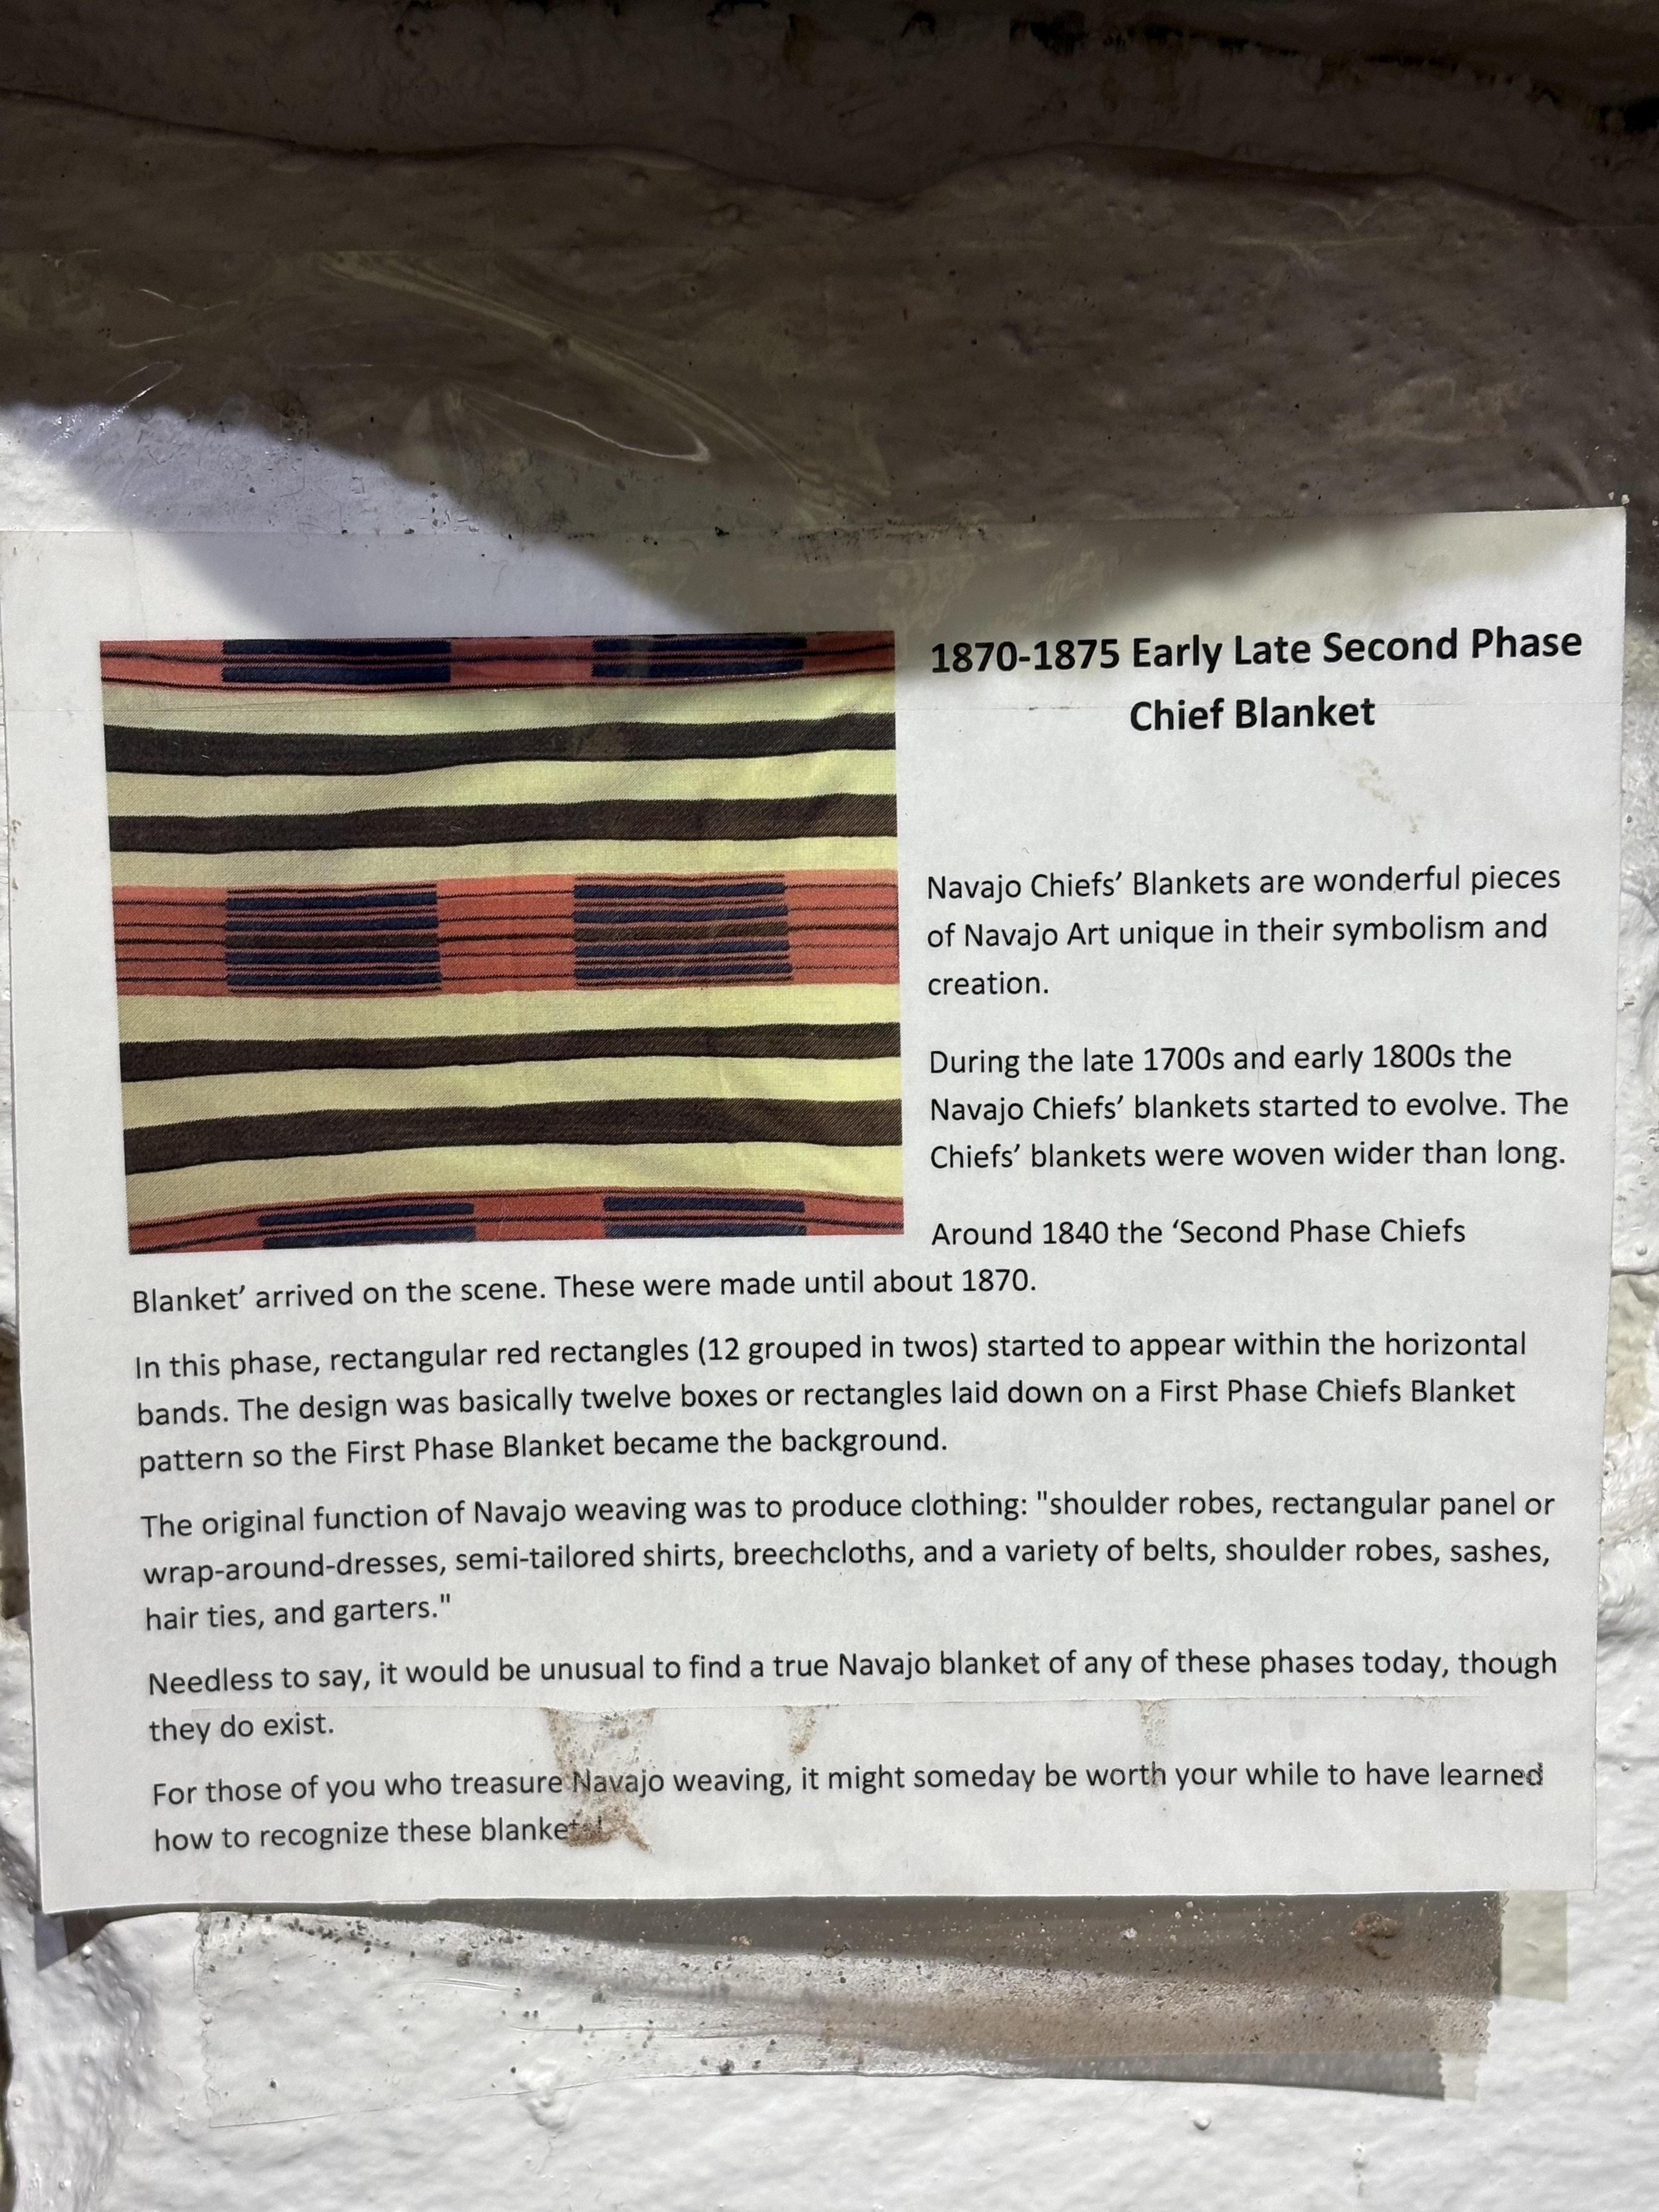 1870-1875 Early Late Second Phase
Chief Blanket
Navajo Chiefs’ Blankets are wonderful pieces
of Navajo Art unique in their symbolism and
creation.
During the late 1700s and early 1800s the
Navajo Chiefs’ blankets started to evolve. The
Chiefs’ blankets were woven wider than long.
Around 1840 the ‘Second Phase Chiefs
Blanket’ arrived on the scene. These were made until about 1870.
In this phase, rectangular red rectangles (12 grouped in twos) started to appear within the horizontal
bands. The design was basically twelve boxes or rectangles laid down on a First Phase Chiefs Blanket
pattern so the First Phase Blanket became the background.
The original function of Navajo weaving was to produce clothing: "shoulder robes, rectangular panel or
wrap-around-dresses, semi-tailored shirts, breechcloths, and a variety of belts, shoulder robes, sashes,
hair ties, and garters."
Needless to say, it would be unusual to find a true Navajo blanket of any of these phases today, though
they do exist.
For those of you who treasure Navajo weaving, it might someday be worth your while to have learned
how to recognize these blankets!